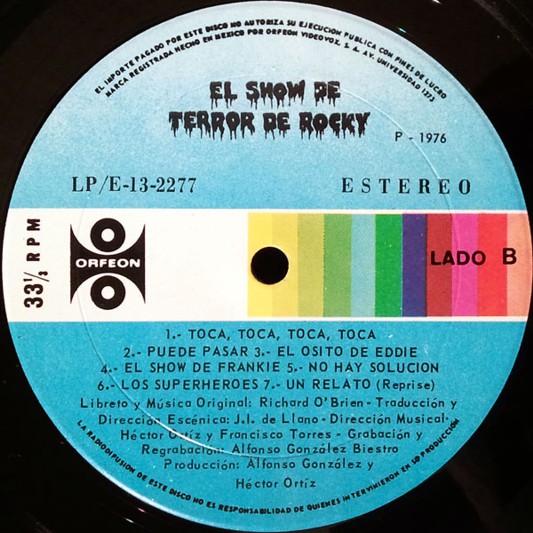 EL IMPORTE PAGADO POR ESTE DISCO NO AUTORIZA SU EJECUCION PUBLICA CON FINES DE LUCRO
MARCA REGISTRADA HECHO EN MEXICO POR ORFEON VIDEOVOX, S. A. AV. UNIVERSIDAD 1273
EL SHOW DE
TERROR DE ROCKY
P - 1976
LP/E-13-2277
ESTEREO
33⅓ RPM
ORFEON
LADO B
1.- TOCA, TOCA, TOCA, TOCA
2.- PUEDE PASAR 3.- EL OSITO DE EDDIE
4.- EL SHOW DE FRANKIE 5.- NO HAY SOLUCION
6.- LOS SUPERHEROES 7.- UN RELATO (Reprise)
Libreto y Música Original: Richard O'Brien - Traducción y
Dirección Escénica: J.I. de Llano - Dirección Musical-
Héctor Ortíz y Francisco Torres - Grabación y
Regrabación: Alfonso González Biestro
Producción: Alfonso González y
Héctor Ortíz
LA RADIODIFUSION DE ESTE DISCO NO ES RESPONSABILIDAD DE QUIENES INTERVINIERON EN SU PRODUCCION